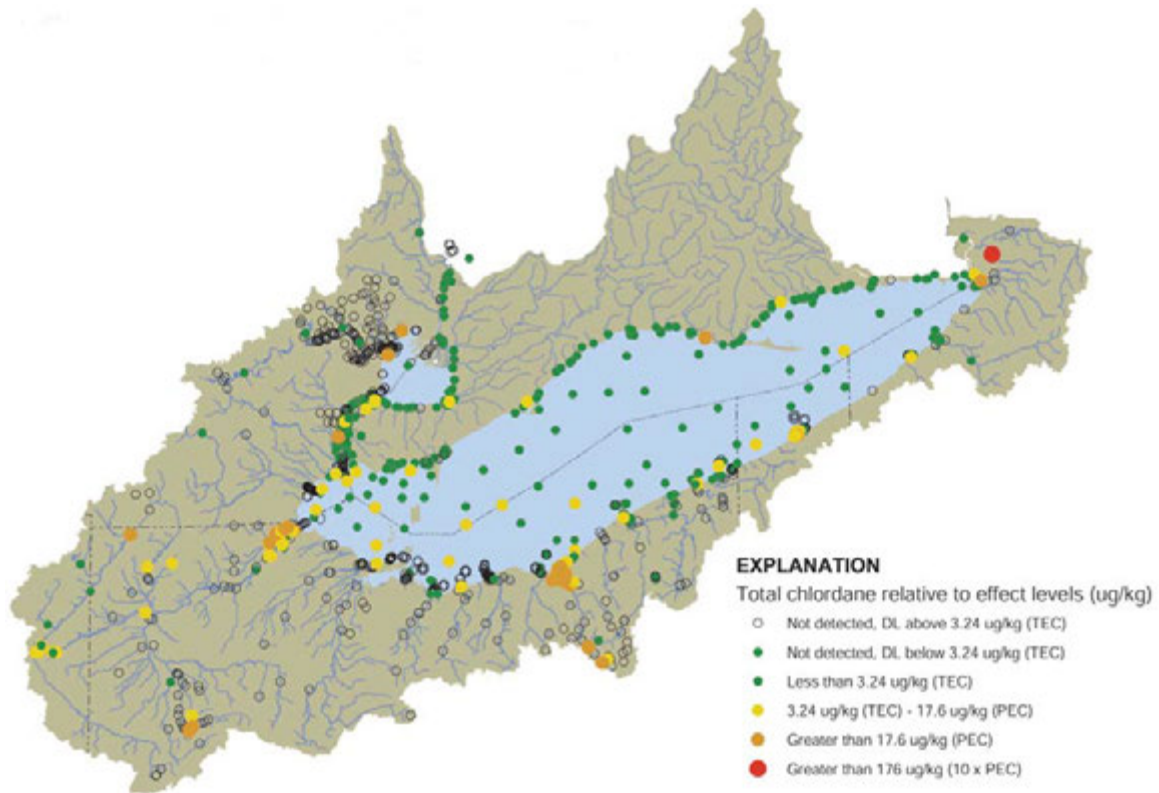 EXPLANATION
Total chlordane relative to effect levels (ug/kg)
Not detected, DL above 3.24 ug/kg (TEC)
Not detected, DL below 3.24 ug/kg (TEC)
Less than 3.24 ug/kg (TEC)
3.24 ug/kg (TEC) - 17.6 ug/kg (PEC)
Greater than 17.6 ug/kg (PEC)
Greater than 176 ug/kg (10 x PEC)